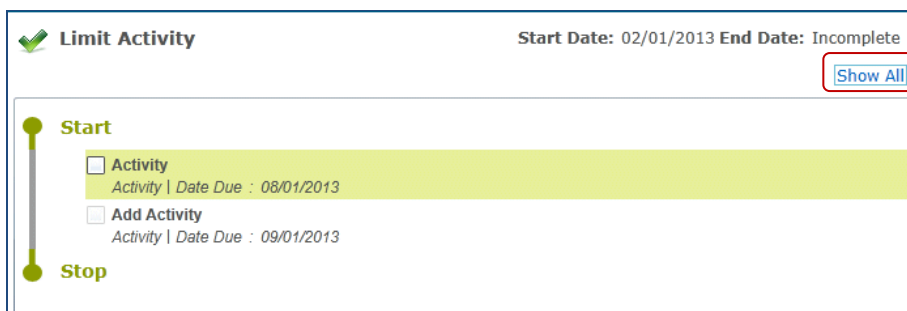 Limit Activity Start Date: 02/01/2013 End Date: Incomplete
Show All
Start
Activity
Activity | Date Due : 08/01/2013
Add Activity
Activity | Date Due : 09/01/2013
Stop